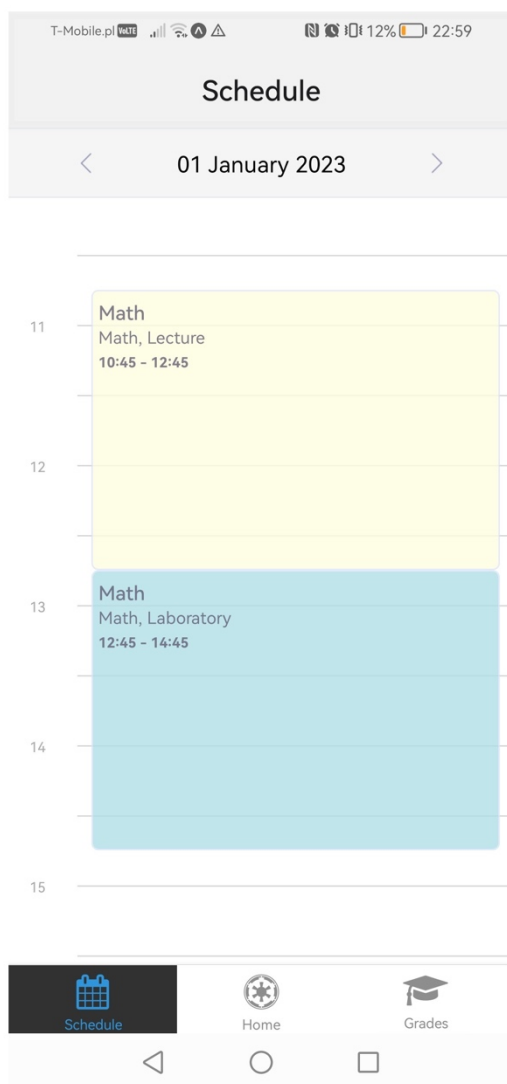 T-Mobile.pl VoLTE 12% 22:59
Schedule
01 January 2023
11
Math
Math, Lecture
10:45 - 12:45
12
13
Math
Math, Laboratory
12:45 - 14:45
14
15
Schedule Home Grades